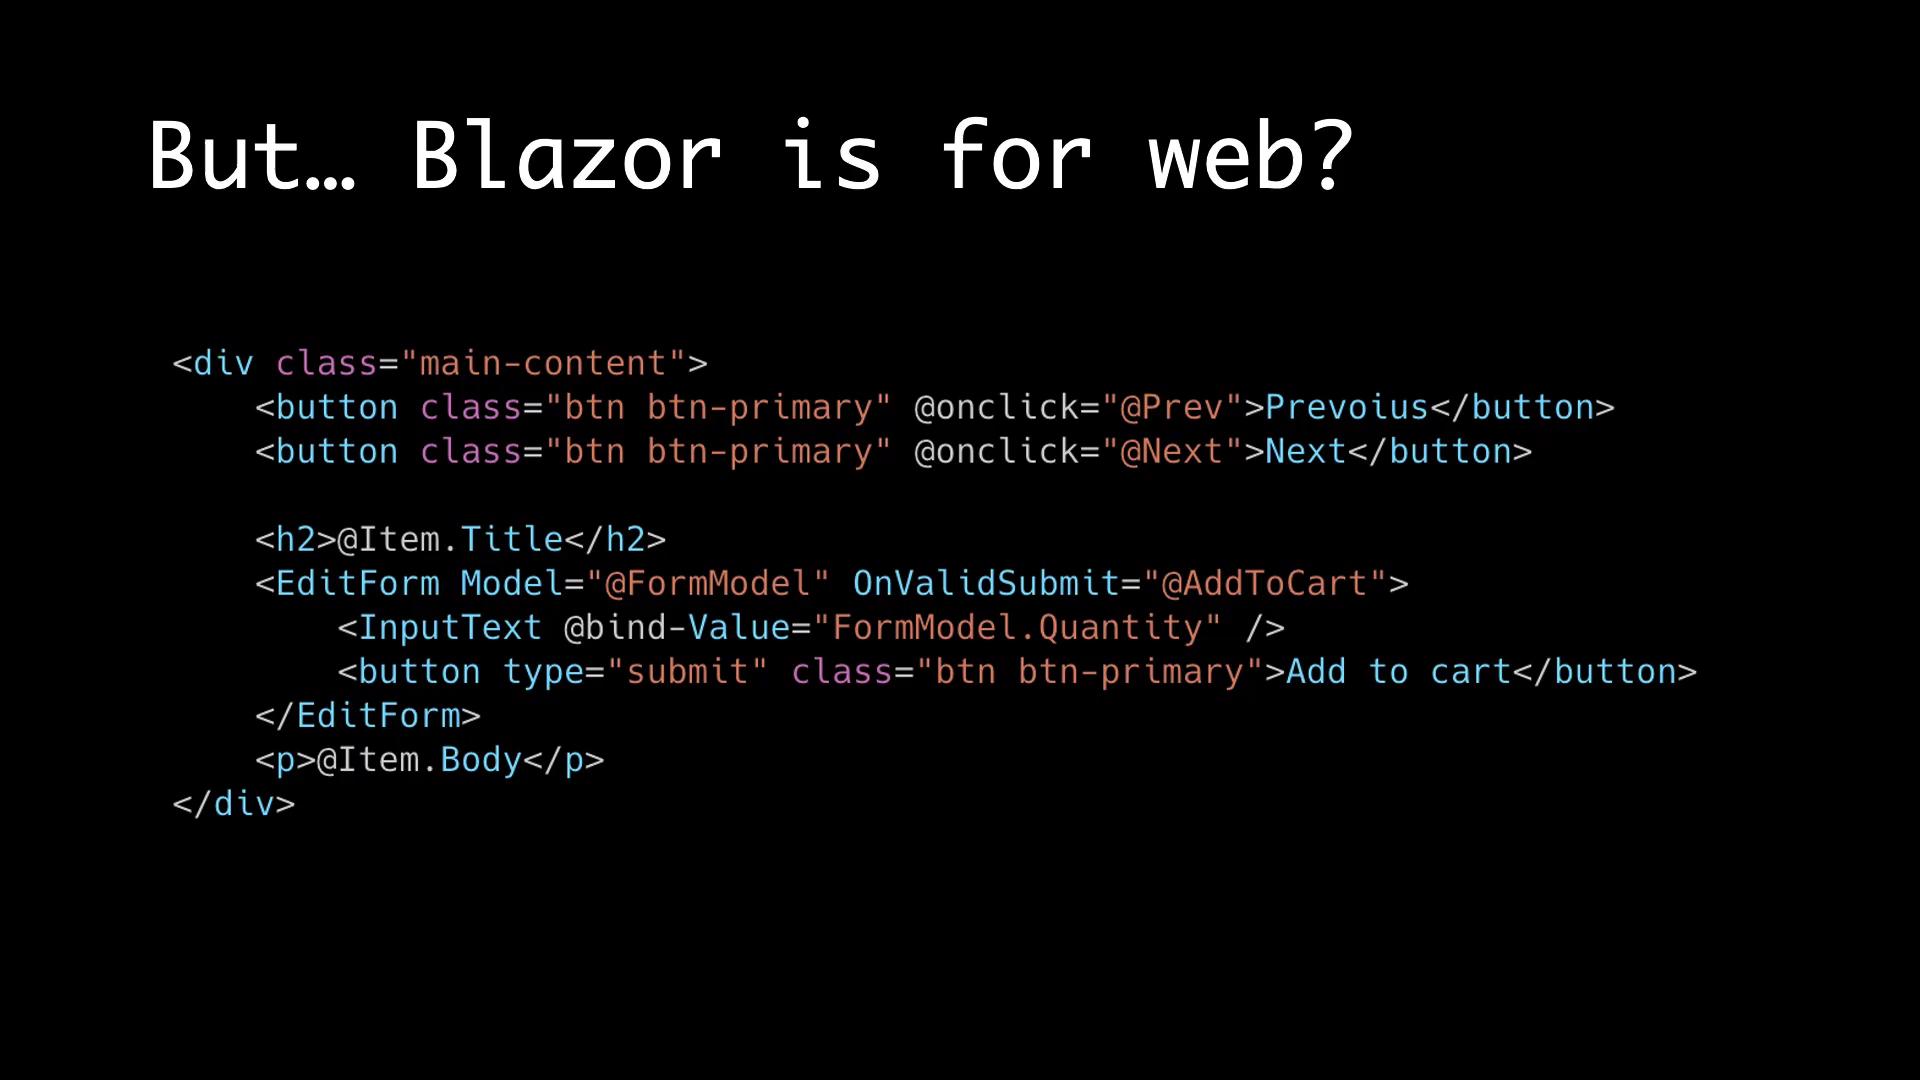 But… Blazor is for web?
<div class="main-content">
    <button class="btn btn-primary" @onclick="@Prev">Prevoius</button>
    <button class="btn btn-primary" @onclick="@Next">Next</button>
    <h2>@Item.Title</h2>
    <EditForm Model="@FormModel" OnValidSubmit="@AddToCart">
        <InputText @bind-Value="FormModel.Quantity" />
        <button type="submit" class="btn btn-primary">Add to cart</button>
    </EditForm>
    <p>@Item.Body</p>
</div>